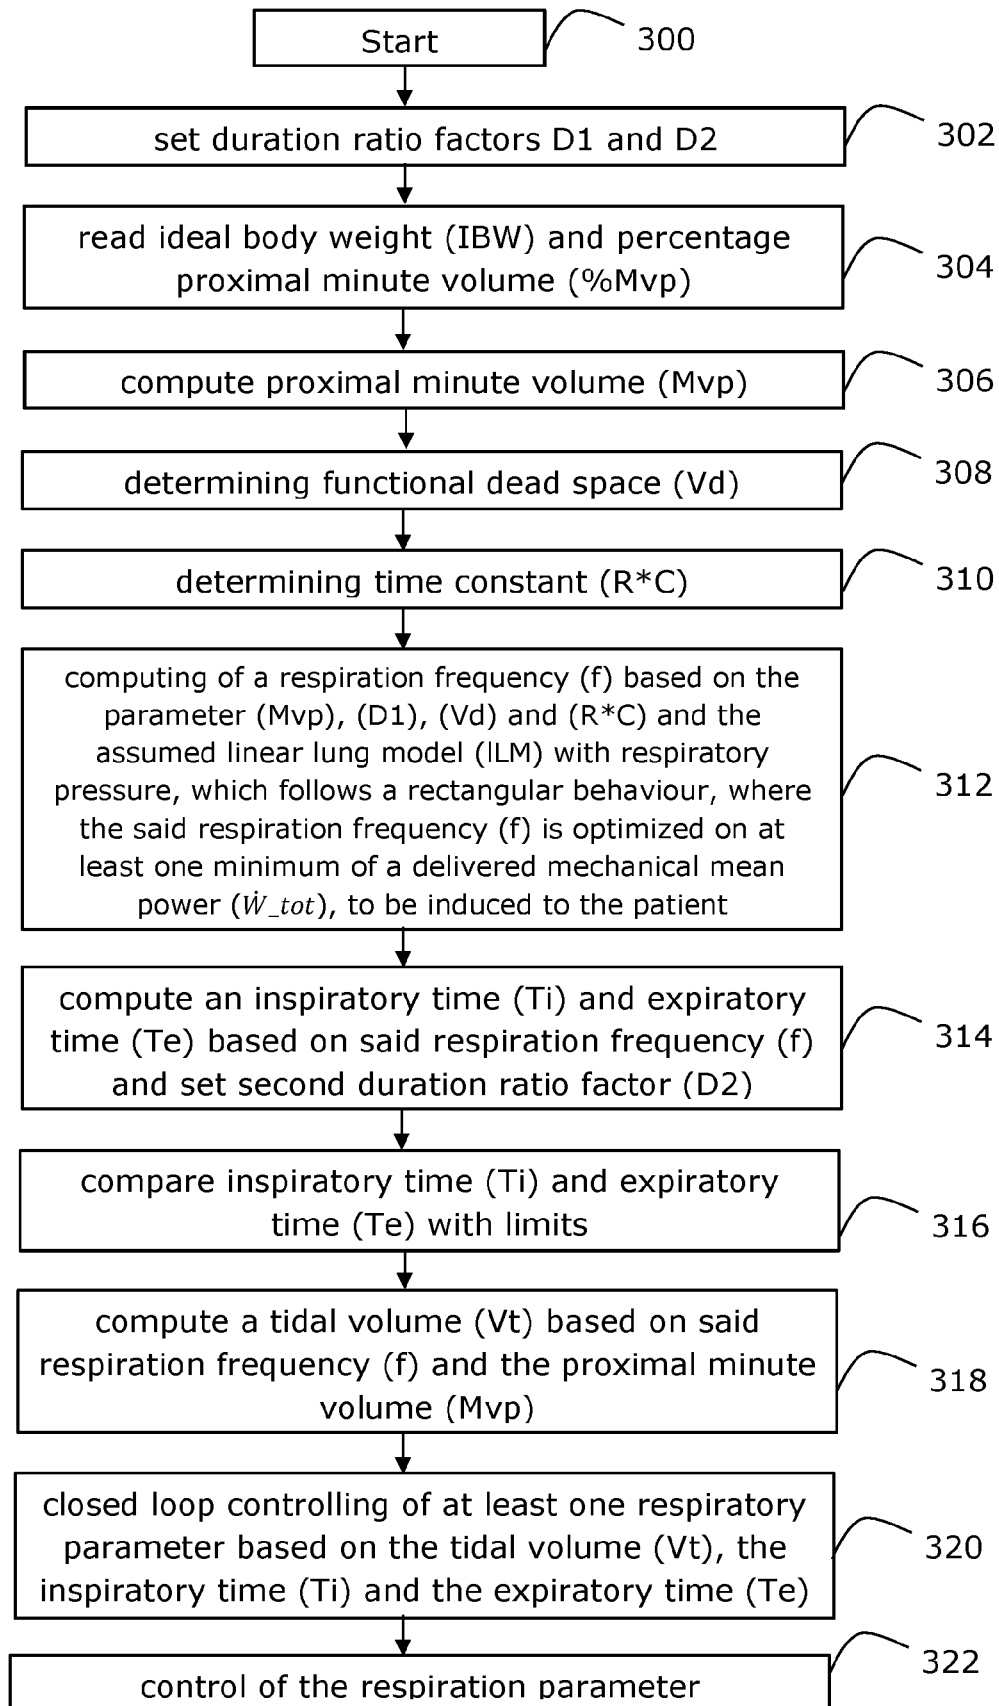 Start
300
set duration ratio factors D1 and D2
302
read ideal body weight (IBW) and percentage
proximal minute volume (%Mvp)
304
compute proximal minute volume (Mvp)
306
determining functional dead space (Vd)
308
determining time constant (R*C)
310
computing of a respiration frequency (f) based on the
parameter (Mvp), (D1), (Vd) and (R*C) and the
assumed linear lung model (lLM) with respiratory
pressure, which follows a rectangular behaviour, where
the said respiration frequency (f) is optimized on at
least one minimum of a delivered mechanical mean
power (Ẇ_tot), to be induced to the patient
312
compute an inspiratory time (Ti) and expiratory
time (Te) based on said respiration frequency (f)
and set second duration ratio factor (D2)
314
compare inspiratory time (Ti) and expiratory
time (Te) with limits
316
compute a tidal volume (Vt) based on said
respiration frequency (f) and the proximal minute
volume (Mvp)
318
closed loop controlling of at least one respiratory
parameter based on the tidal volume (Vt), the
inspiratory time (Ti) and the expiratory time (Te)
320
control of the respiration parameter
322